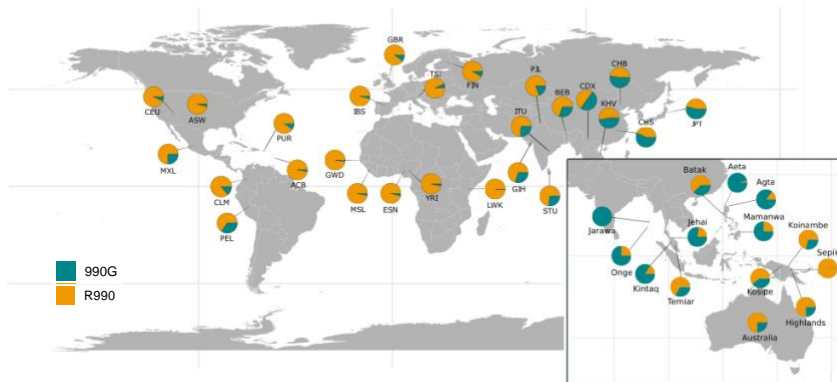 GBR
TSI
FIN
PJL
CHB
CDX
BEB
KHV
CEU
ASW
IBS
ITU
CHS
JPT
PUR
MXL
GWD
ACB
CLM
MSL
ESN
YRI
LWK
GIH
STU
PEL
Batak
Aeta
Agta
Jarawa
Jehai
Mamanwa
Koinambe
Sepik
Onge
Kintaq
Temiar
Kosipe
Highlands
Australia
990G
R990